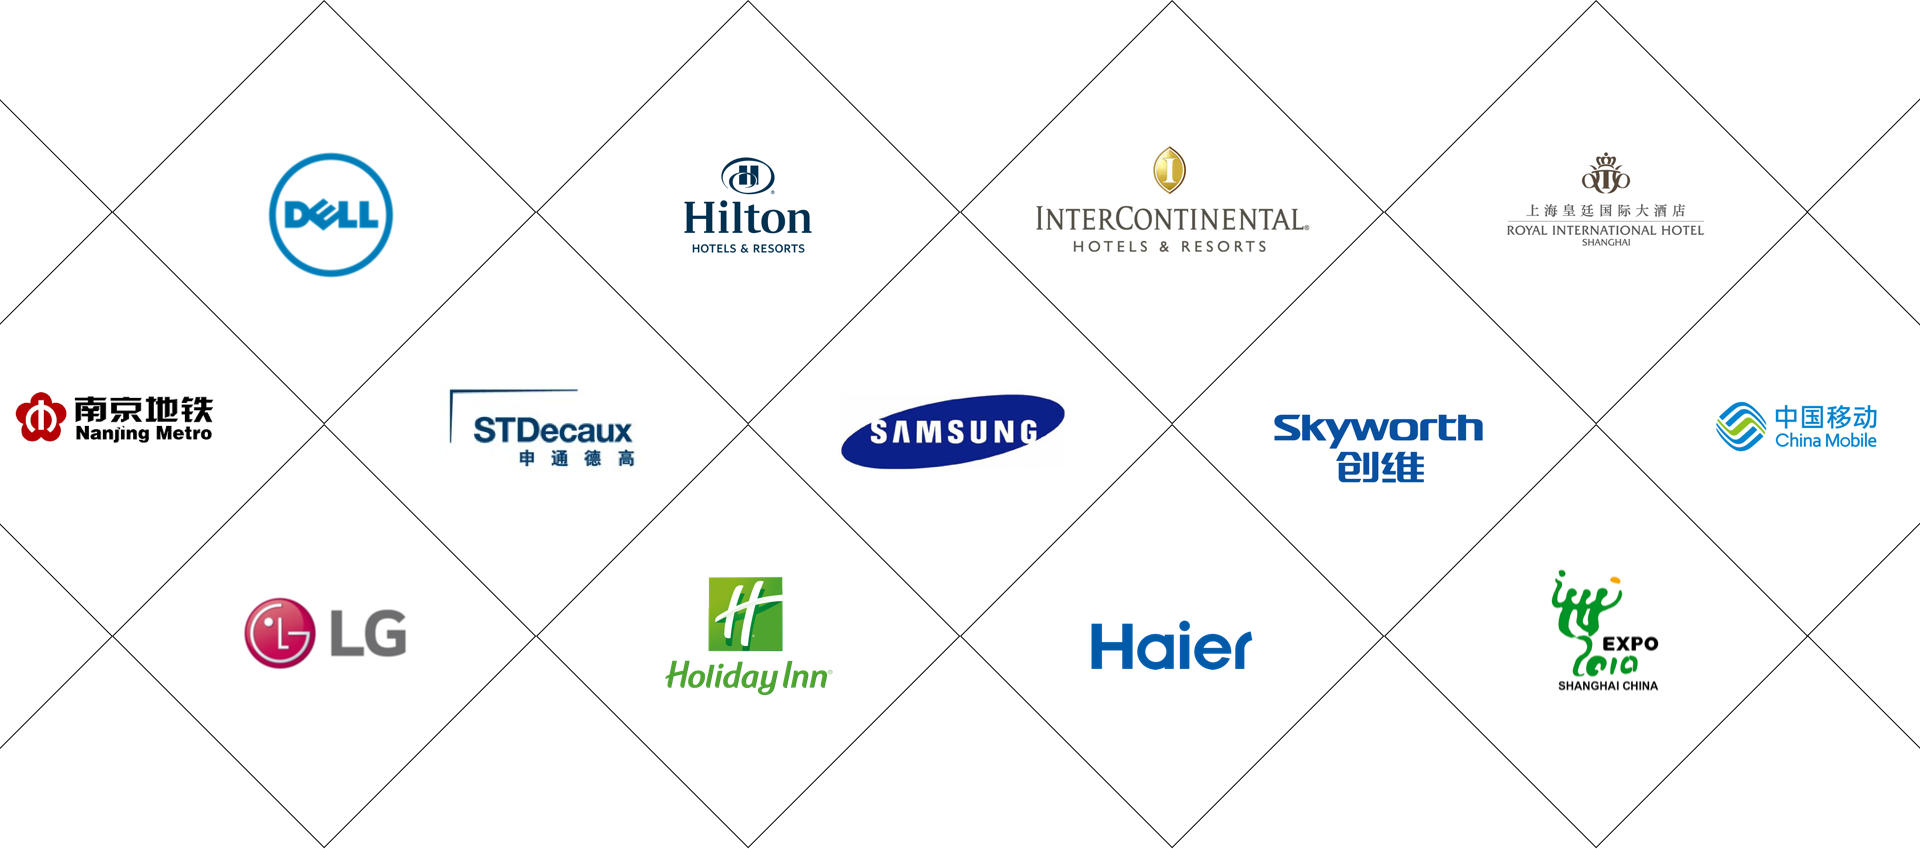 DELL
Hilton
HOTELS & RESORTS
INTERCONTINENTAL®
HOTELS & RESORTS
上海皇廷国际大酒店
ROYAL INTERNATIONAL HOTEL
SHANGHAI
南京地铁
Nanjing Metro
STDecaux
申通德高
SAMSUNG
Skyworth
创维
中国移动
China Mobile
LG
Holiday Inn®
Haier
EXPO
2010
SHANGHAI CHINA